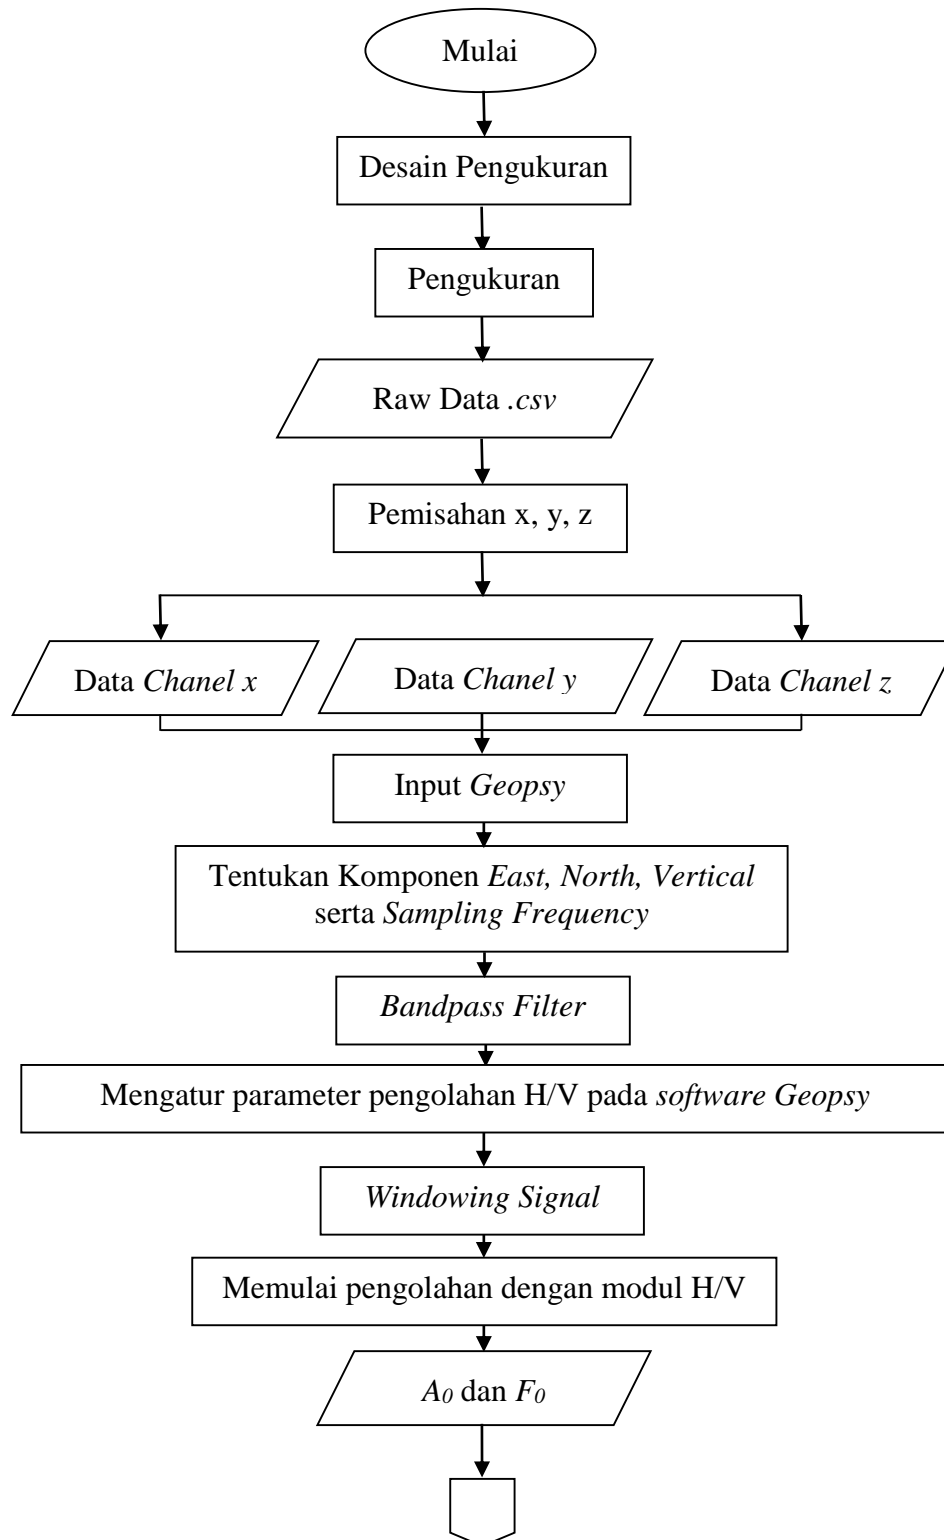 Mulai
Desain Pengukuran
Pengukuran
Raw Data .csv
Pemisahan x, y, z
Data Chanel x
Data Chanel y
Data Chanel z
Input Geopsy
Tentukan Komponen East, North, Vertical
serta Sampling Frequency
Bandpass Filter
Mengatur parameter pengolahan H/V pada software Geopsy
Windowing Signal
Memulai pengolahan dengan modul H/V
A0 dan F0